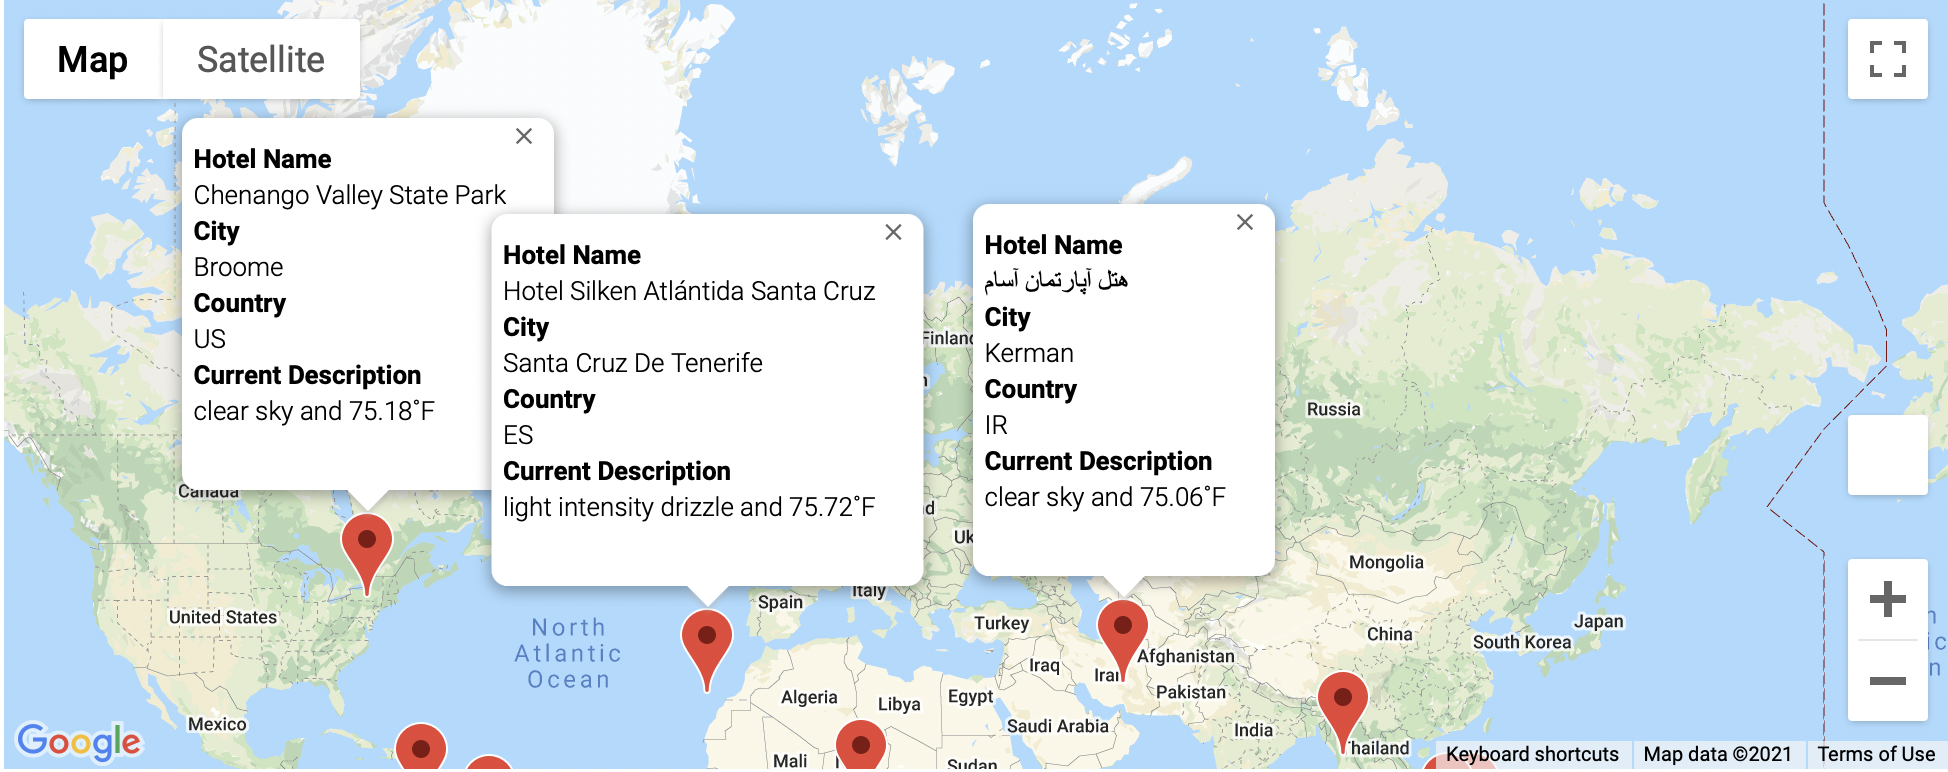 Map
Satellite
Hotel Name
Chenango Valley State Park
City
Broome
Country
US
Current Description
clear sky and 75.18°F
Hotel Name
Hotel Silken Atlántida Santa Cruz
City
Santa Cruz De Tenerife
Country
ES
Current Description
light intensity drizzle and 75.72°F
Hotel Name
هتل آپارتمان آسام
City
Kerman
Country
IR
Current Description
clear sky and 75.06°F
Russia
Canada
Mongolia
Spain
Italy
United States
Turkey
Japan
North
Atlantic
Ocean
China
South Korea
Iraq
Iran
Afghanistan
Algeria
Libya
Egypt
Pakistan
Mexico
Saudi Arabia
India
Thailand
Mali
Sudan
Google
Keyboard shortcuts
Map data ©2021
Terms of Use